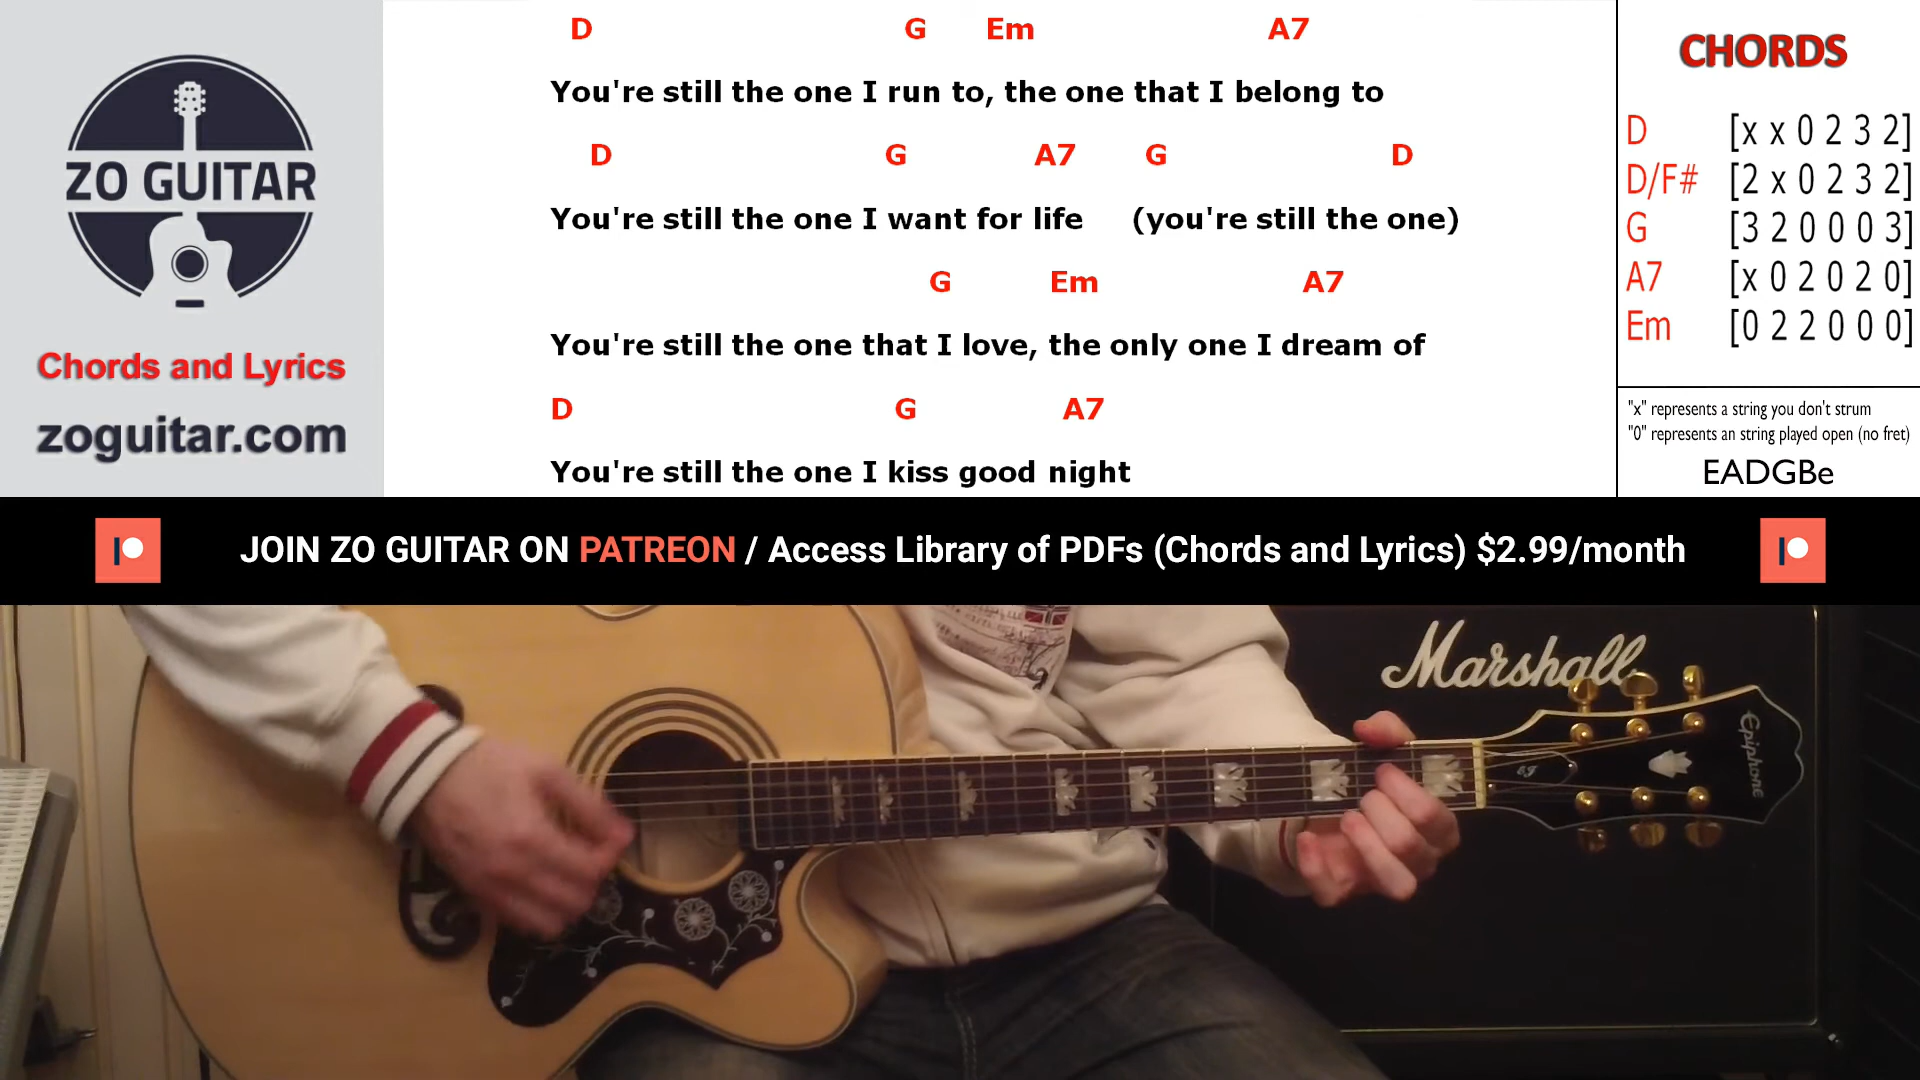 ZO GUITAR
Chords and Lyrics
zoguitar.com
D G Em A7
You're still the one I run to, the one that I belong to
D G A7 G D
You're still the one I want for life (you're still the one)
G Em A7
You're still the one that I love, the only one I dream of
D G A7
You're still the one I kiss good night
CHORDS
D [x x 0 2 3 2]
D/F# [2 x 0 2 3 2]
G [3 2 0 0 0 3]
A7 [x 0 2 0 2 0]
Em [0 2 2 0 0 0]
"x" represents a string you don't strum
"0" represents an string played open (no fret)
EADGBe
JOIN ZO GUITAR ON PATREON / Access Library of PDFs (Chords and Lyrics) $2.99/month
Marshall
Epiphone